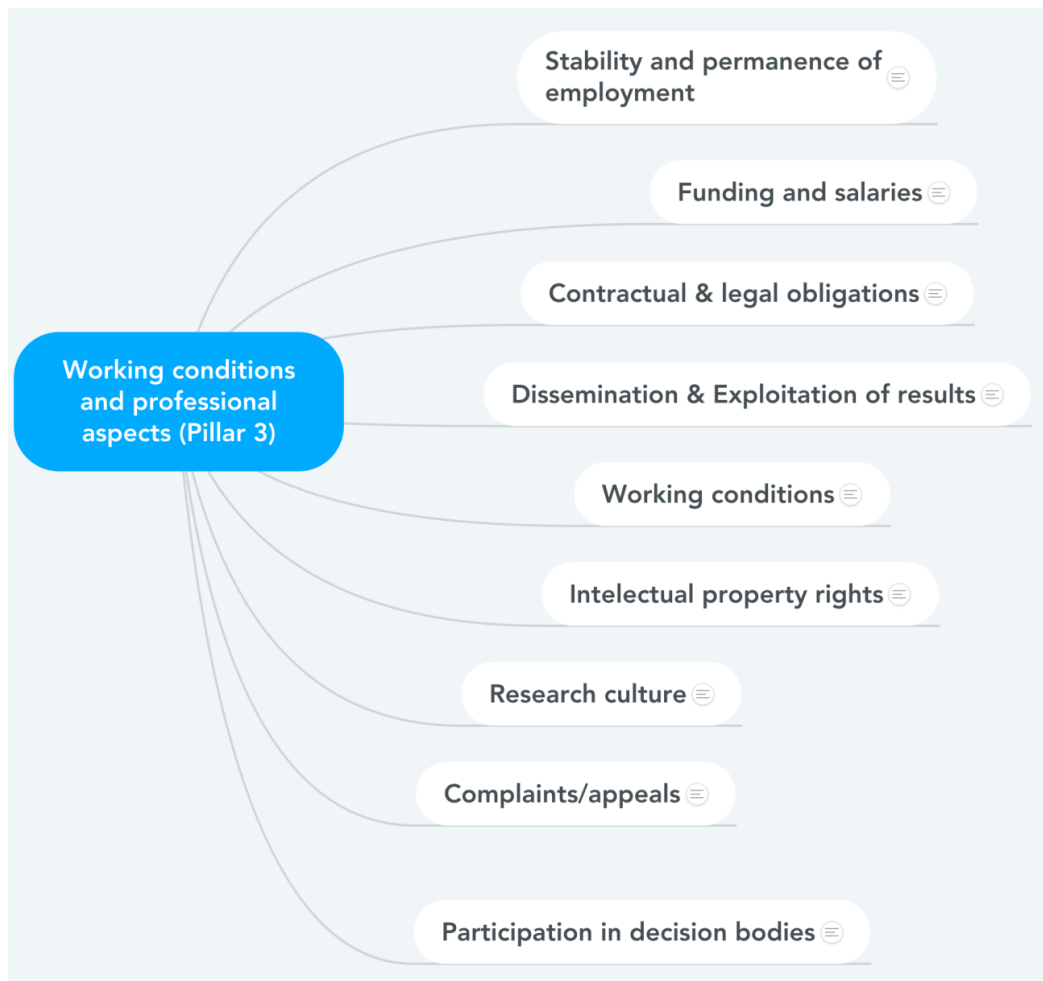 Stability and permanence of
employment
Funding and salaries
Contractual & legal obligations
Working conditions
and professional
aspects (Pillar 3)
Dissemination & Exploitation of results
Working conditions
Intelectual property rights
Research culture
Complaints/appeals
Participation in decision bodies